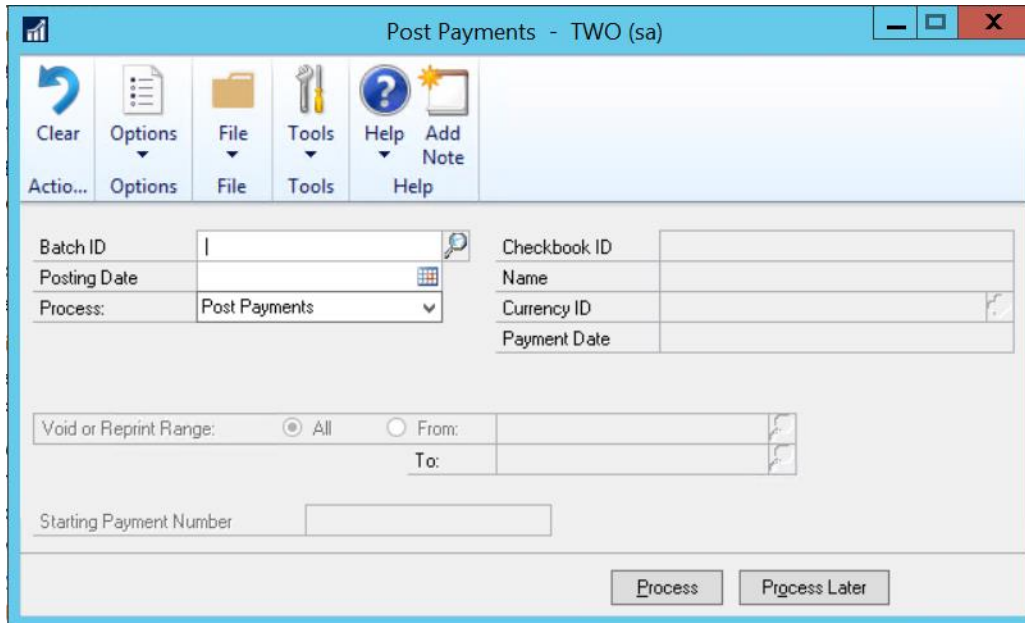 Post Payments - TWO (sa)
Clear Options File Tools Help Add Note
Actio... Options File Tools Help
Batch ID
Checkbook ID
Posting Date
Name
Process: Post Payments
Currency ID
Payment Date
Void or Reprint Range: All From:
To:
Starting Payment Number
Process Process Later